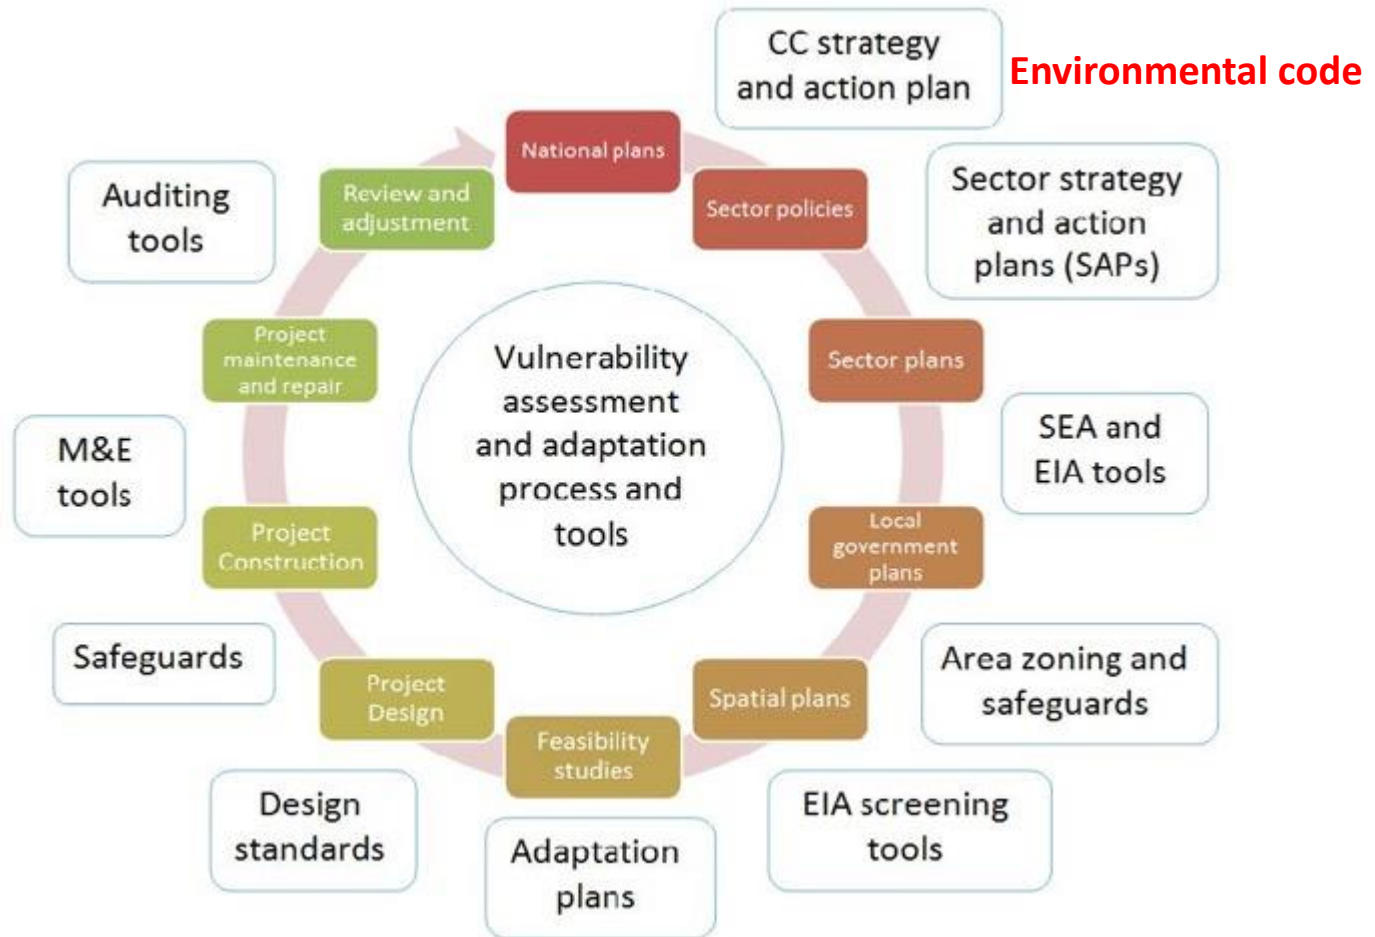 CC strategy
and action plan
Environmental code
National plans
Sector policies
Sector strategy
and action
plans (SAPs)
Sector plans
SEA and
EIA tools
Local
government
plans
Area zoning and
safeguards
Spatial plans
EIA screening
tools
Feasibility
studies
Adaptation
plans
Project
Design
Design
standards
Safeguards
Project
Construction
M&E
tools
Project
maintenance
and repair
Auditing
tools
Review and
adjustment
Vulnerability
assessment
and adaptation
process and
tools